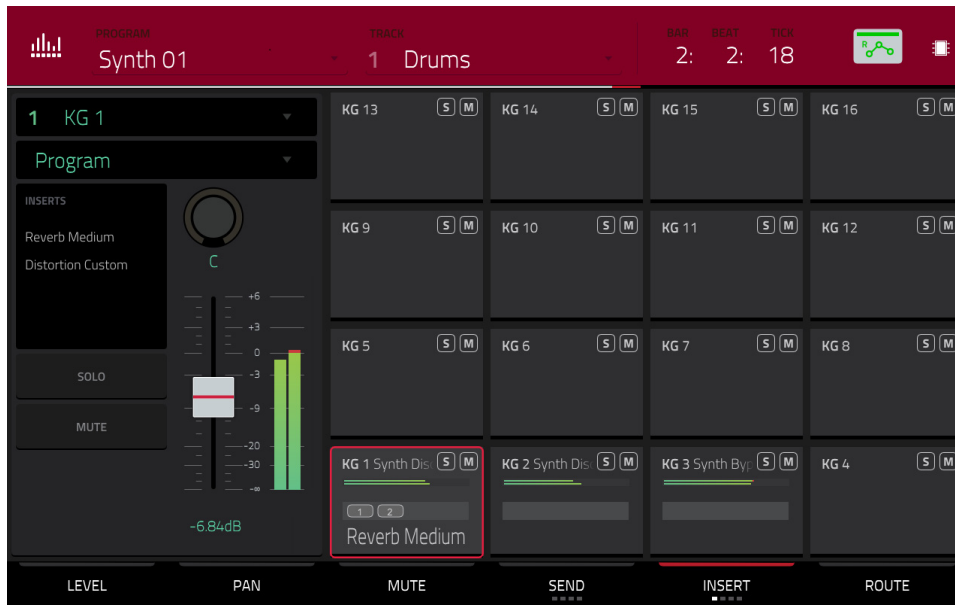 PROGRAM
Synth 01
TRACK
1 Drums
BAR BEAT TICK
2: 2: 18
R
1 KG 1
Program
INSERTS
Reverb Medium
Distortion Custom
C
+6
+3
0
-3
-9
-20
-30
-∞
SOLO
MUTE
-6.84dB
KG 13 S M
KG 14 S M
KG 15 S M
KG 16 S M
KG 9 S M
KG 10 S M
KG 11 S M
KG 12 S M
KG 5 S M
KG 6 S M
KG 7 S M
KG 8 S M
KG 1 Synth Dis S M
1 2
Reverb Medium
KG 2 Synth Dis S M
KG 3 Synth Byp S M
KG 4 S M
LEVEL PAN MUTE SEND INSERT ROUTE